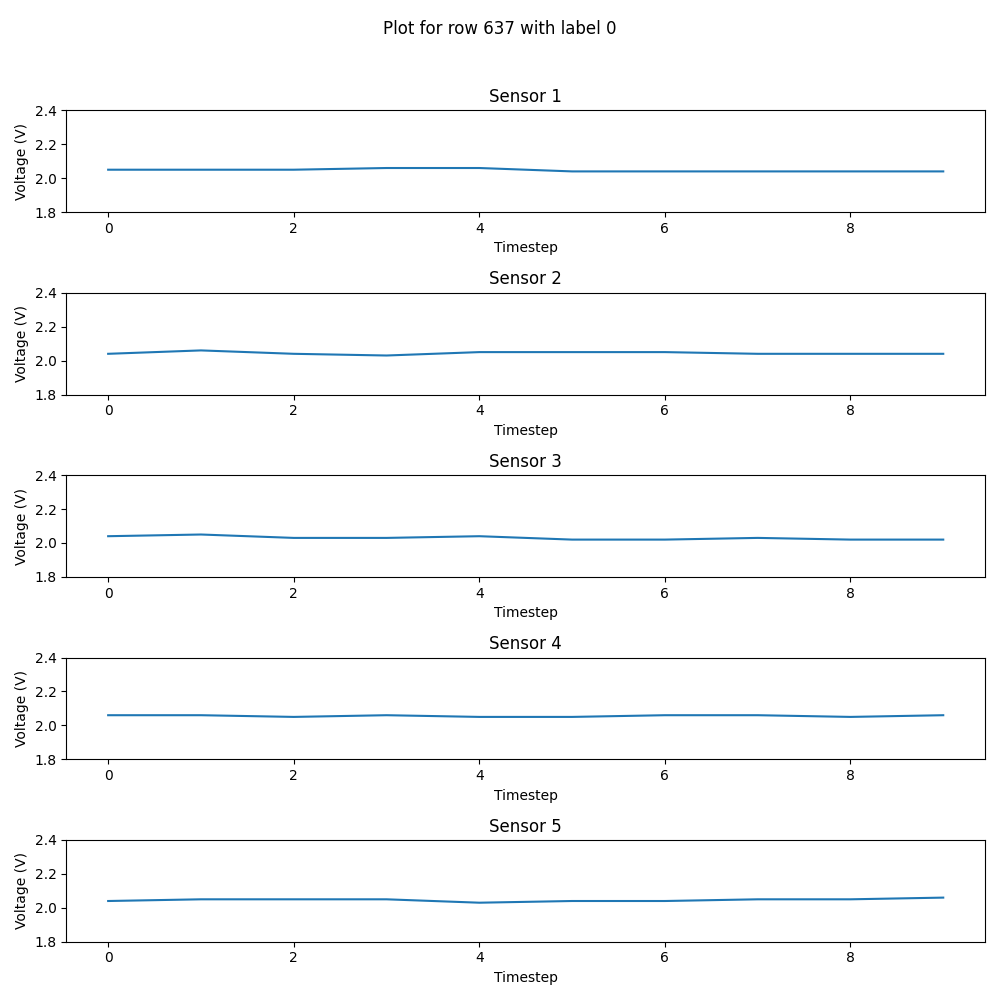 Plot for row 637 with label 0
Sensor 1
2.4
2.2
2.0
1.8
Voltage (V)
0 2 4 6 8
Timestep
Sensor 2
2.4
2.2
2.0
1.8
Voltage (V)
0 2 4 6 8
Timestep
Sensor 3
2.4
2.2
2.0
1.8
Voltage (V)
0 2 4 6 8
Timestep
Sensor 4
2.4
2.2
2.0
1.8
Voltage (V)
0 2 4 6 8
Timestep
Sensor 5
2.4
2.2
2.0
1.8
Voltage (V)
0 2 4 6 8
Timestep